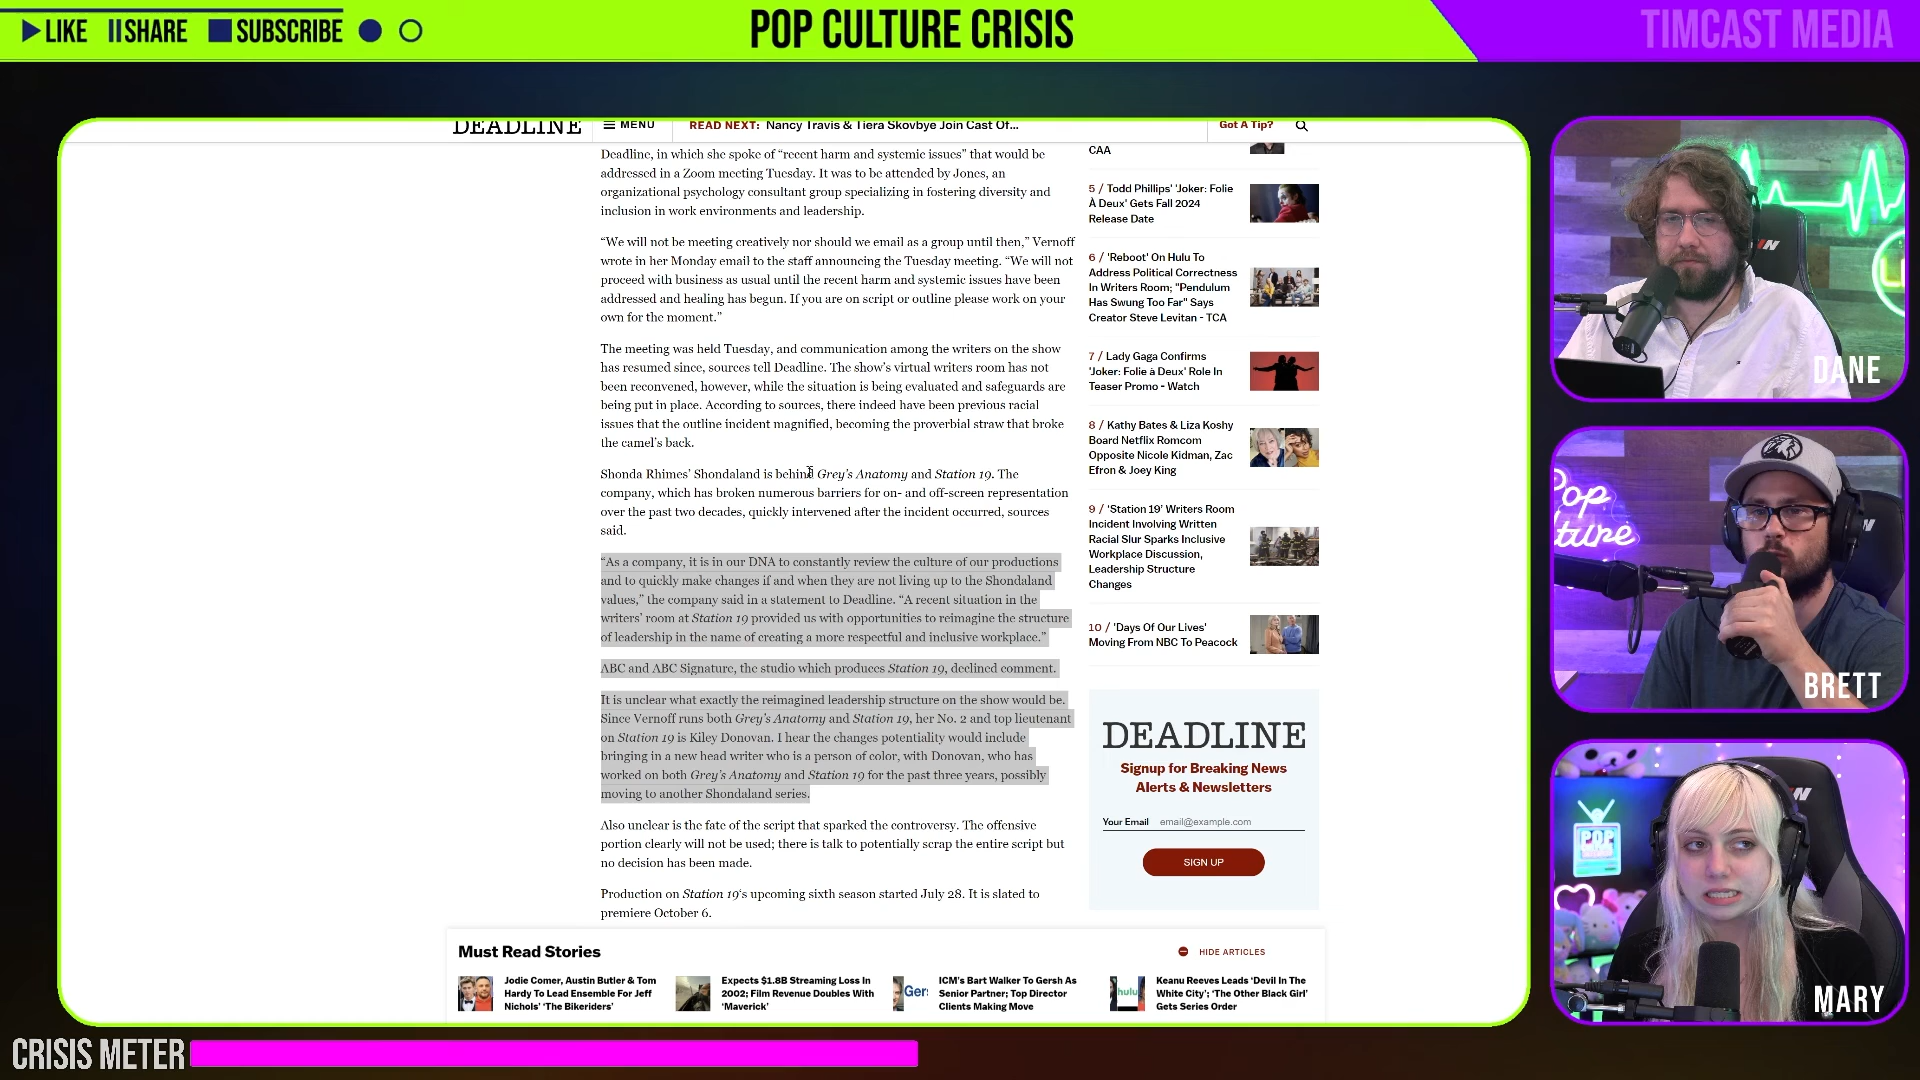 LIKE SHARE SUBSCRIBE
POP CULTURE CRISIS
TIMCAST MEDIA
DEADLINE
MENU
READ NEXT: Nancy Travis & Tiera Skovbye Join Cast Of...
Got A Tip?
Deadline, in which she spoke of “recent harm and systemic issues” that would be
addressed in a Zoom meeting Tuesday. It was to be attended by Jones, an
organizational psychology consultant group specializing in fostering diversity and
inclusion in work environments and leadership.
“We will not be meeting creatively nor should we email as a group until then,” Vernoff
wrote in her Monday email to the staff announcing the Tuesday meeting. “We will not
proceed with business as usual until the recent harm and systemic issues have been
addressed and healing has begun. If you are on script or outline please work on your
own for the moment.”
The meeting was held Tuesday, and communication among the writers on the show
has resumed since, sources tell Deadline. The show’s virtual writers room has not
been reconvened, however, while the situation is being evaluated and safeguards are
being put in place. According to sources, there indeed have been previous racial
issues that the outline incident magnified, becoming the proverbial straw that broke
the camel’s back.
Shonda Rhimes’ Shondaland is behind Grey’s Anatomy and Station 19. The
company, which has broken numerous barriers for on- and off-screen representation
over the past two decades, quickly intervened after the incident occurred, sources
said.
“As a company, it is in our DNA to constantly review the culture of our productions
and to quickly make changes if and when they are not living up to the Shondaland
values,” the company said in a statement to Deadline. “A recent situation in the
writers’ room at Station 19 provided us with opportunities to reimagine the structure
of leadership in the name of creating a more respectful and inclusive workplace.”
ABC and ABC Signature, the studio which produces Station 19, declined comment.
It is unclear what exactly the reimagined leadership structure on the show would be.
Since Vernoff runs both Grey’s Anatomy and Station 19, her No. 2 and top lieutenant
on Station 19 is Kiley Donovan. I hear the changes potentiality would include
bringing in a new head writer who is a person of color, with Donovan, who has
worked on both Grey’s Anatomy and Station 19 for the past three years, possibly
moving to another Shondaland series.
Also unclear is the fate of the script that sparked the controversy. The offensive
portion clearly will not be used; there is talk to potentially scrap the entire script but
no decision has been made.
Production on Station 19‘s upcoming sixth season started July 28. It is slated to
premiere October 6.
CAA
5 / Todd Phillips' 'Joker: Folie
À Deux' Gets Fall 2024
Release Date
6 / 'Reboot' On Hulu To
Address Political Correctness
In Writers Room; "Pendulum
Has Swung Too Far" Says
Creator Steve Levitan - TCA
7 / Lady Gaga Confirms
'Joker: Folie à Deux' Role In
Teaser Promo - Watch
8 / Kathy Bates & Liza Koshy
Board Netflix Romcom
Opposite Nicole Kidman, Zac
Efron & Joey King
9 / 'Station 19' Writers Room
Incident Involving Written
Racial Slur Sparks Inclusive
Workplace Discussion,
Leadership Structure
Changes
10 / 'Days Of Our Lives'
Moving From NBC To Peacock
DEADLINE
Signup for Breaking News
Alerts & Newsletters
Your Email email@example.com
SIGN UP
Must Read Stories
HIDE ARTICLES
Jodie Comer, Austin Butler & Tom
Hardy To Lead Ensemble For Jeff
Nichols' 'The Bikeriders'
Expects $1.8B Streaming Loss In
2002; Film Revenue Doubles With
'Maverick'
Ger
ICM's Bart Walker To Gersh As
Senior Partner; Top Director
Clients Making Move
hulu
Keanu Reeves Leads 'Devil In The
White City'; 'The Other Black Girl'
Gets Series Order
DANE
BRETT
MARY
CRISIS METER